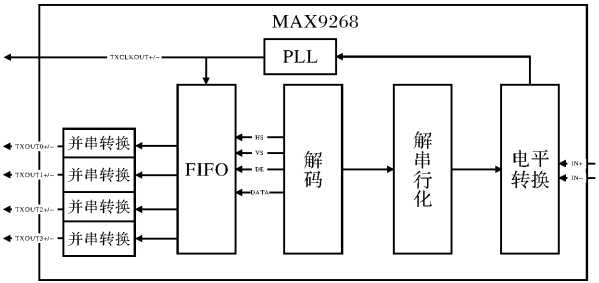 MAX9268
PLL
TXCLKOUT+/-
FIFO
HS
VS
DE
DATA
解
码
解
串
行
化
电平
转换
IN+
IN-
并串转换
并串转换
并串转换
并串转换
TXOUT0+/-
TXOUT1+/-
TXOUT2+/-
TXOUT3+/-